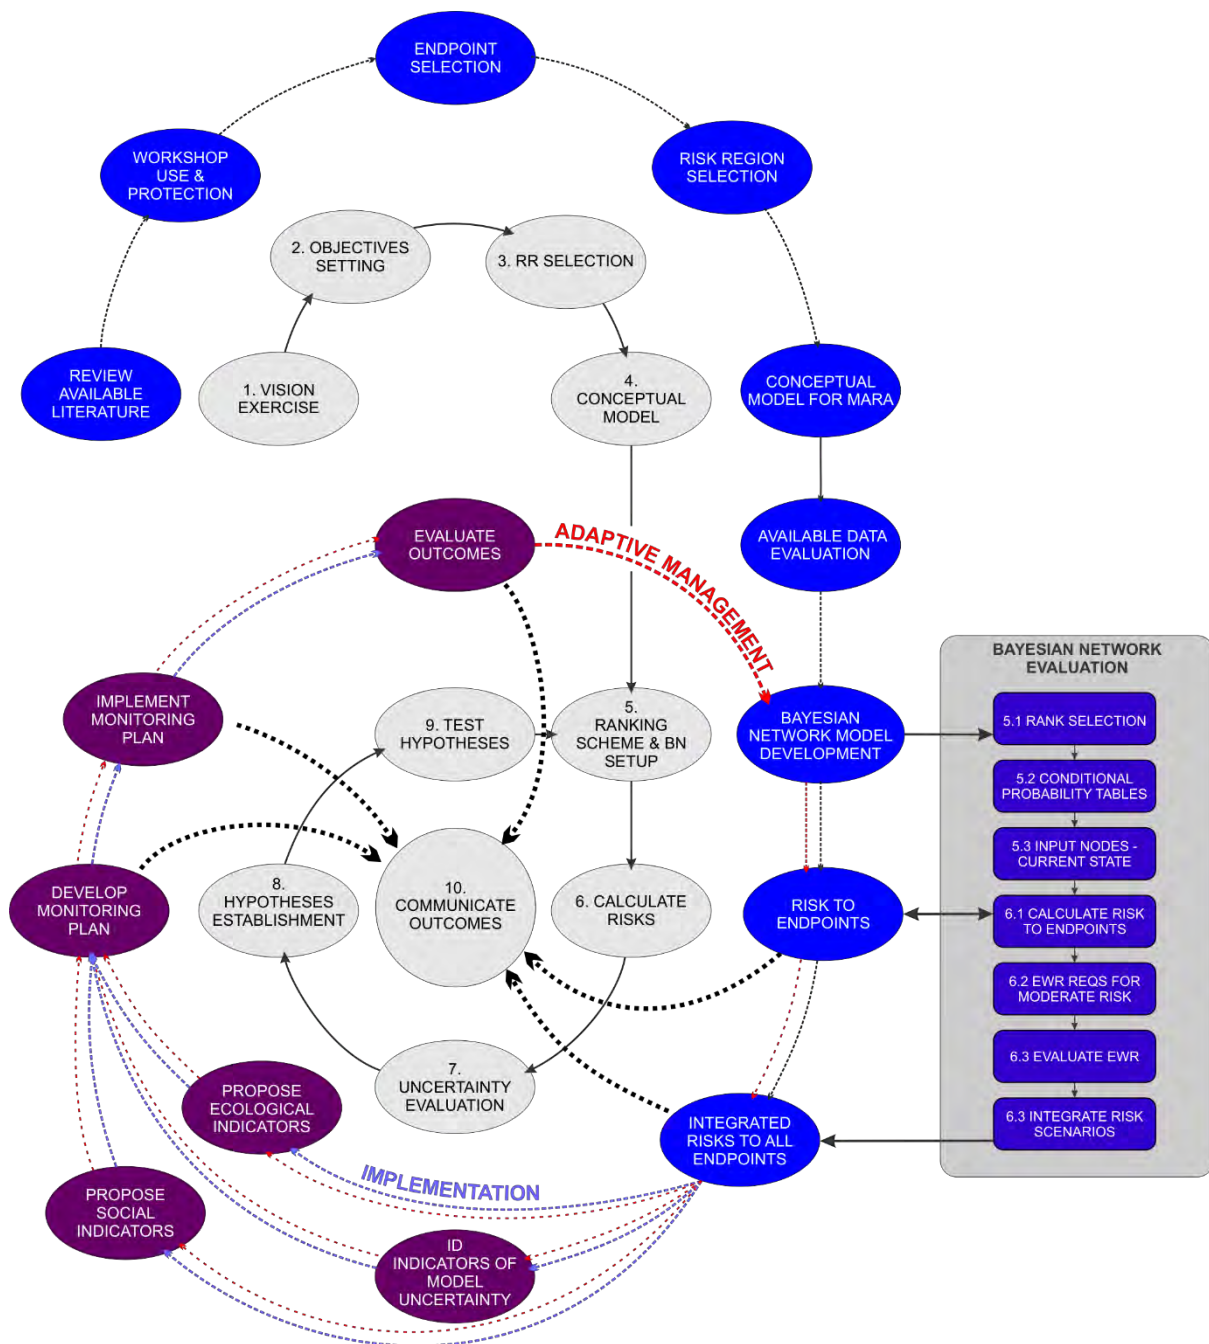 ENDPOINT
SELECTION
WORKSHOP
USE &
PROTECTION
RISK REGION
SELECTION
2. OBJECTIVES
SETTING
3. RR SELECTION
REVIEW
AVAILABLE
LITERATURE
1. VISION
EXERCISE
4.
CONCEPTUAL
MODEL
CONCEPTUAL
MODEL FOR MARA
EVALUATE
OUTCOMES
ADAPTIVE MANAGEMENT
AVAILABLE DATA
EVALUATION
IMPLEMENT
MONITORING
PLAN
9. TEST
HYPOTHESES
5.
RANKING
SCHEME & BN
SETUP
BAYESIAN
NETWORK MODEL
DEVELOPMENT
BAYESIAN NETWORK
EVALUATION
5.1 RANK SELECTION
5.2 CONDITIONAL
PROBABILITY TABLES
5.3 INPUT NODES -
CURRENT STATE
6.1 CALCULATE RISK
TO ENDPOINTS
6.2 EWR REQS FOR
MODERATE RISK
6.3 EVALUATE EWR
6.3 INTEGRATE RISK
SCENARIOS
DEVELOP
MONITORING
PLAN
8.
HYPOTHESES
ESTABLISHMENT
10.
COMMUNICATE
OUTCOMES
6. CALCULATE
RISKS
RISK TO
ENDPOINTS
PROPOSE
ECOLOGICAL
INDICATORS
7.
UNCERTAINTY
EVALUATION
INTEGRATED
RISKS TO ALL
ENDPOINTS
IMPLEMENTATION
PROPOSE
SOCIAL
INDICATORS
ID
INDICATORS OF
MODEL
UNCERTAINTY